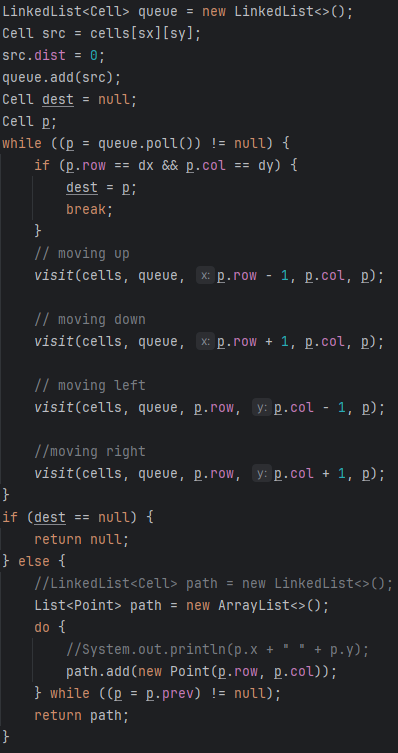 LinkedList<Cell> queue = new LinkedList<>();
Cell src = cells[sx][sy];
src.dist = 0;
queue.add(src);
Cell dest = null;
Cell p;
while ((p = queue.poll()) != null) {
    if (p.row == dx && p.col == dy) {
        dest = p;
        break;
    }
    // moving up
    visit(cells, queue, x: p.row - 1, p.col, p);

    // moving down
    visit(cells, queue, x: p.row + 1, p.col, p);

    // moving left
    visit(cells, queue, p.row, y: p.col - 1, p);

    //moving right
    visit(cells, queue, p.row, y: p.col + 1, p);
}
if (dest == null) {
    return null;
} else {
    //LinkedList<Cell> path = new LinkedList<>();
    List<Point> path = new ArrayList<>();
    do {
        //System.out.println(p.x + " " + p.y);
        path.add(new Point(p.row, p.col));
    } while ((p = p.prev) != null);
    return path;
}